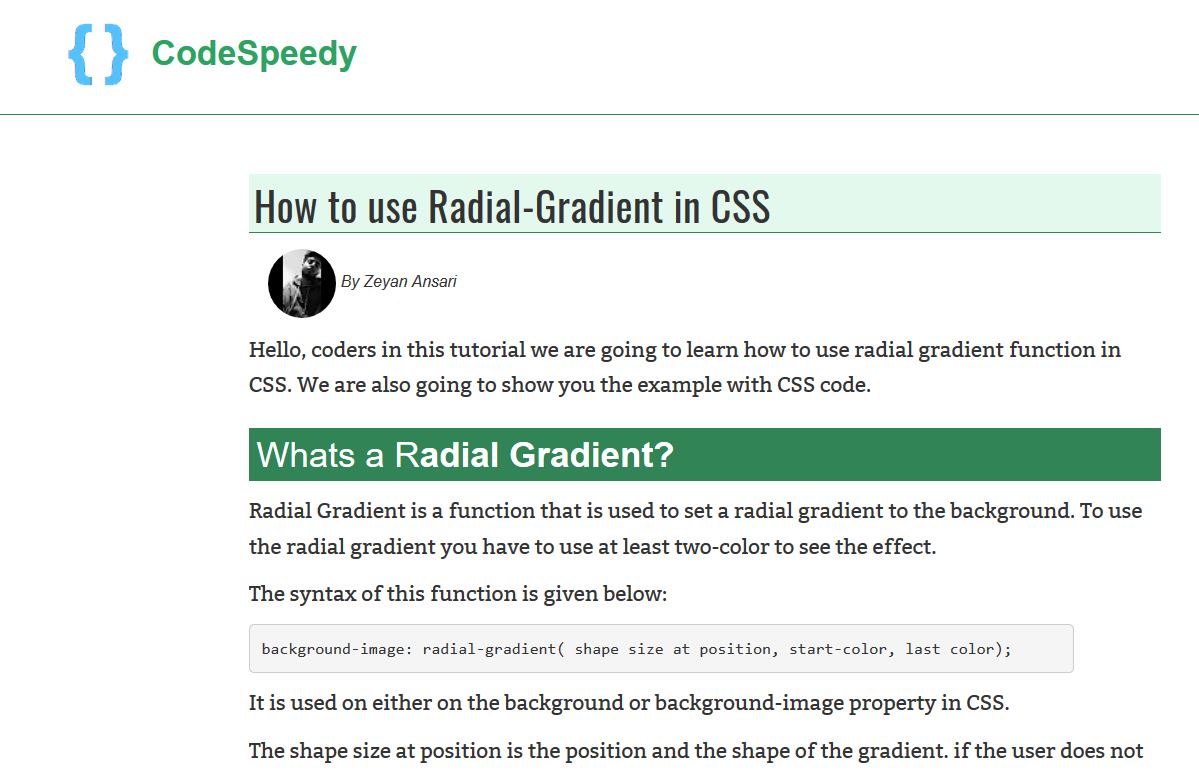 { } CodeSpeedy
How to use Radial-Gradient in CSS
By Zeyan Ansari
Hello, coders in this tutorial we are going to learn how to use radial gradient function in
CSS. We are also going to show you the example with CSS code.
Whats a Radial Gradient?
Radial Gradient is a function that is used to set a radial gradient to the background. To use
the radial gradient you have to use at least two-color to see the effect.
The syntax of this function is given below:
background-image: radial-gradient( shape size at position, start-color, last color);
It is used on either on the background or background-image property in CSS.
The shape size at position is the position and the shape of the gradient. if the user does not